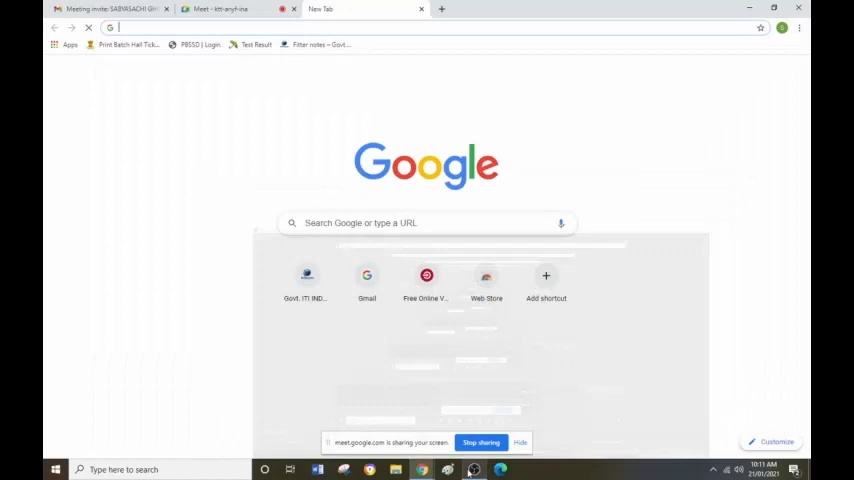 Meeting invite: SABYASACHI GH
Meet - ktt-anyf-ina
New Tab
Apps
Print Batch Hall Tick...
PBSSD | Login
Test Result
Fitter notes – Govt....
Google
Search Google or type a URL
Govt. ITI IND...
Gmail
Free Online V...
Web Store
Add shortcut
meet.google.com is sharing your screen.
Stop sharing
Hide
Customize
Type here to search
10:11 AM
21/01/2021